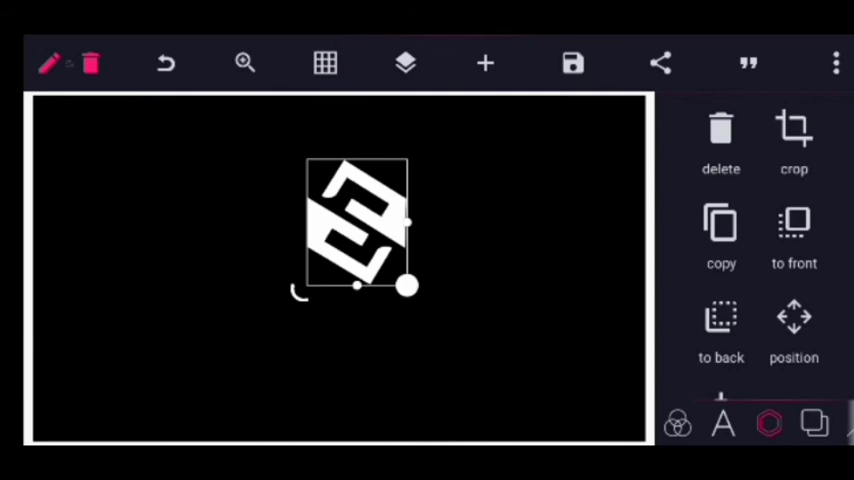 delete
crop
copy
to front
to back
position